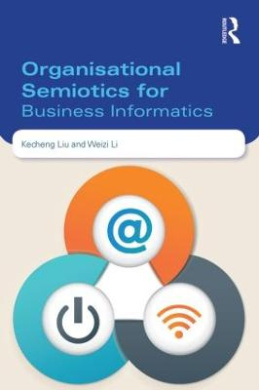 Organisational
Semiotics for
Business Informatics
Kecheng Liu and Weizi Li
@